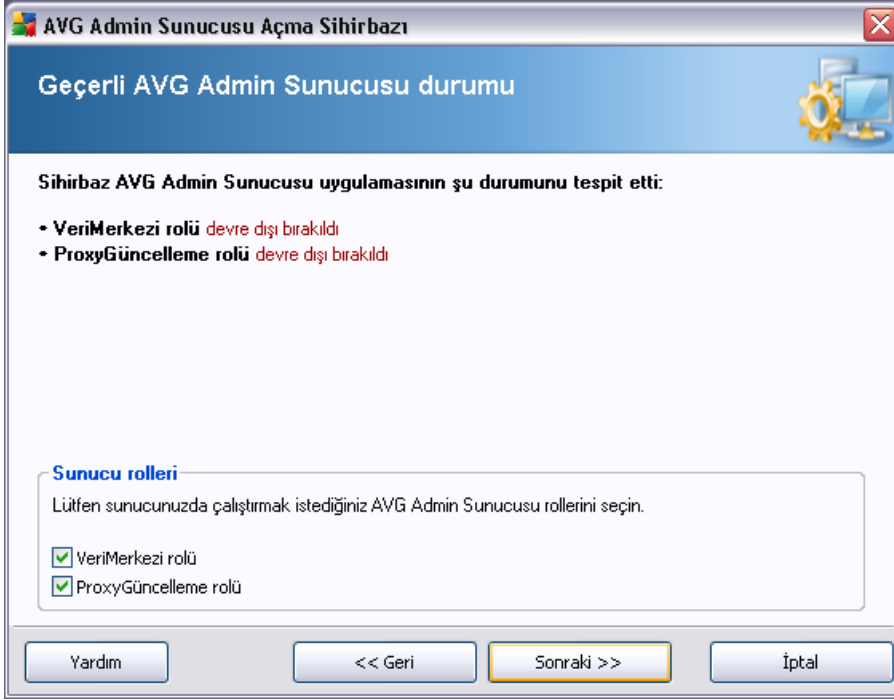 AVG Admin Sunucusu Açma Sihirbazı
Geçerli AVG Admin Sunucusu durumu
Sihirbaz AVG Admin Sunucusu uygulamasının şu durumunu tespit etti:
• VeriMerkezi rolü devre dışı bırakıldı
• ProxyGüncelleme rolü devre dışı bırakıldı
Sunucu rolleri
Lütfen sunucunuzda çalıştırmak istediğiniz AVG Admin Sunucusu rollerini seçin.
VeriMerkezi rolü
ProxyGüncelleme rolü
Yardım << Geri Sonraki >> İptal